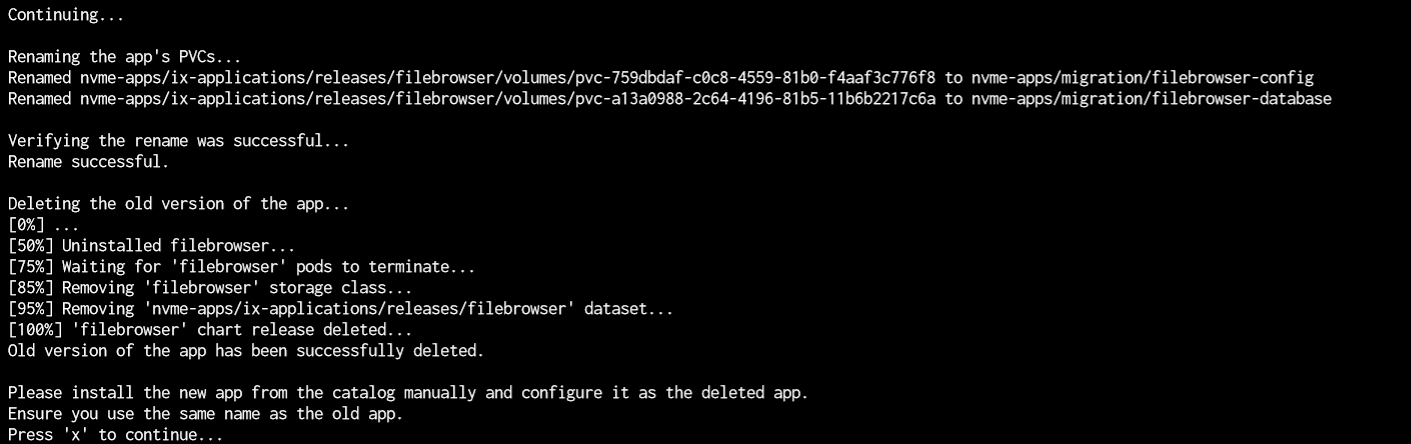 Continuing...
Renaming the app's PVCs...
Renamed nvme-apps/ix-applications/releases/filebrowser/volumes/pvc-759dbdaf-c0c8-4559-81b0-f4aaf3c776f8 to nvme-apps/migration/filebrowser-config
Renamed nvme-apps/ix-applications/releases/filebrowser/volumes/pvc-a13a0988-2c64-4196-81b5-11b6b2217c6a to nvme-apps/migration/filebrowser-database
Verifying the rename was successful...
Rename successful.
Deleting the old version of the app...
[0%] ...
[50%] Uninstalled filebrowser...
[75%] Waiting for 'filebrowser' pods to terminate...
[85%] Removing 'filebrowser' storage class...
[95%] Removing 'nvme-apps/ix-applications/releases/filebrowser' dataset...
[100%] 'filebrowser' chart release deleted...
Old version of the app has been successfully deleted.
Please install the new app from the catalog manually and configure it as the deleted app.
Ensure you use the same name as the old app.
Press 'x' to continue...